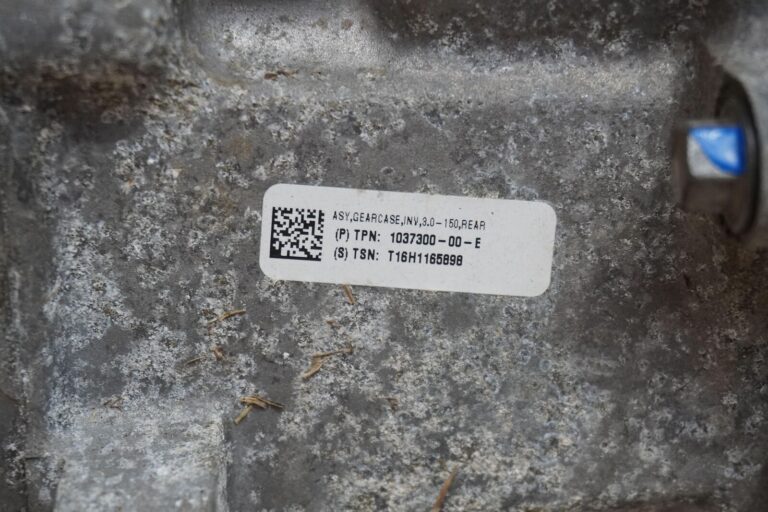 ASY,GEARCASE,INV,3.0-150,REAR
(P) TPN: 1037300-00-E
(S) TSN: T16H1165898